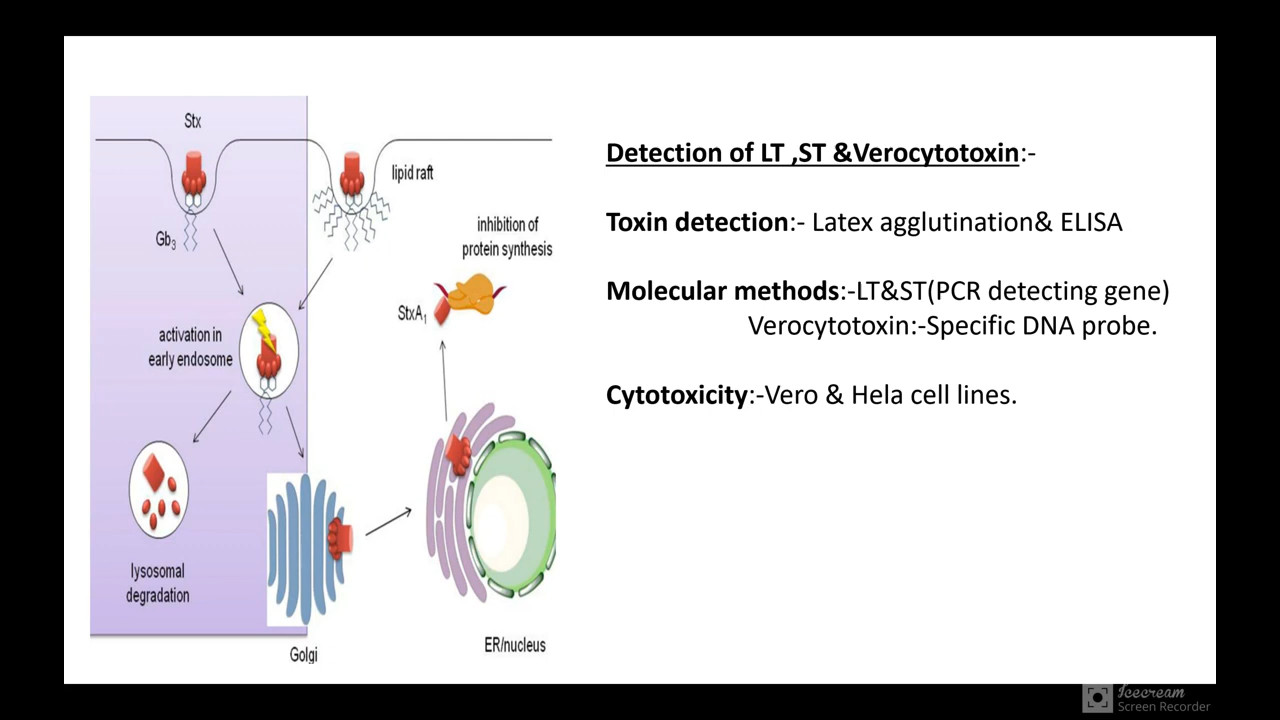 Stx
lipid raft
Gb3
inhibition of
protein synthesis
StxA1
activation in
early endosome
lysosomal
degradation
Golgi
ER/nucleus
Detection of LT ,ST &Verocytotoxin:-
Toxin detection:- Latex agglutination& ELISA
Molecular methods:-LT&ST(PCR detecting gene)
Verocytotoxin:-Specific DNA probe.
Cytotoxicity:-Vero & Hela cell lines.
Icecream
Screen Recorder